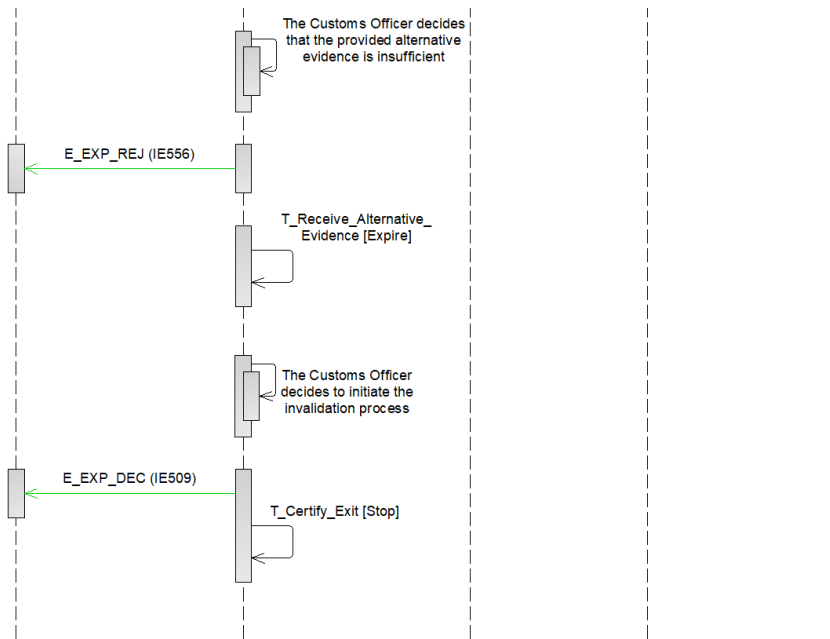 The Customs Officer decides
that the provided alternative
evidence is insufficient
E_EXP_REJ (IE556)
T_Receive_Alternative_
Evidence [Expire]
The Customs Officer
decides to initiate the
invalidation process
E_EXP_DEC (IE509)
T_Certify_Exit [Stop]